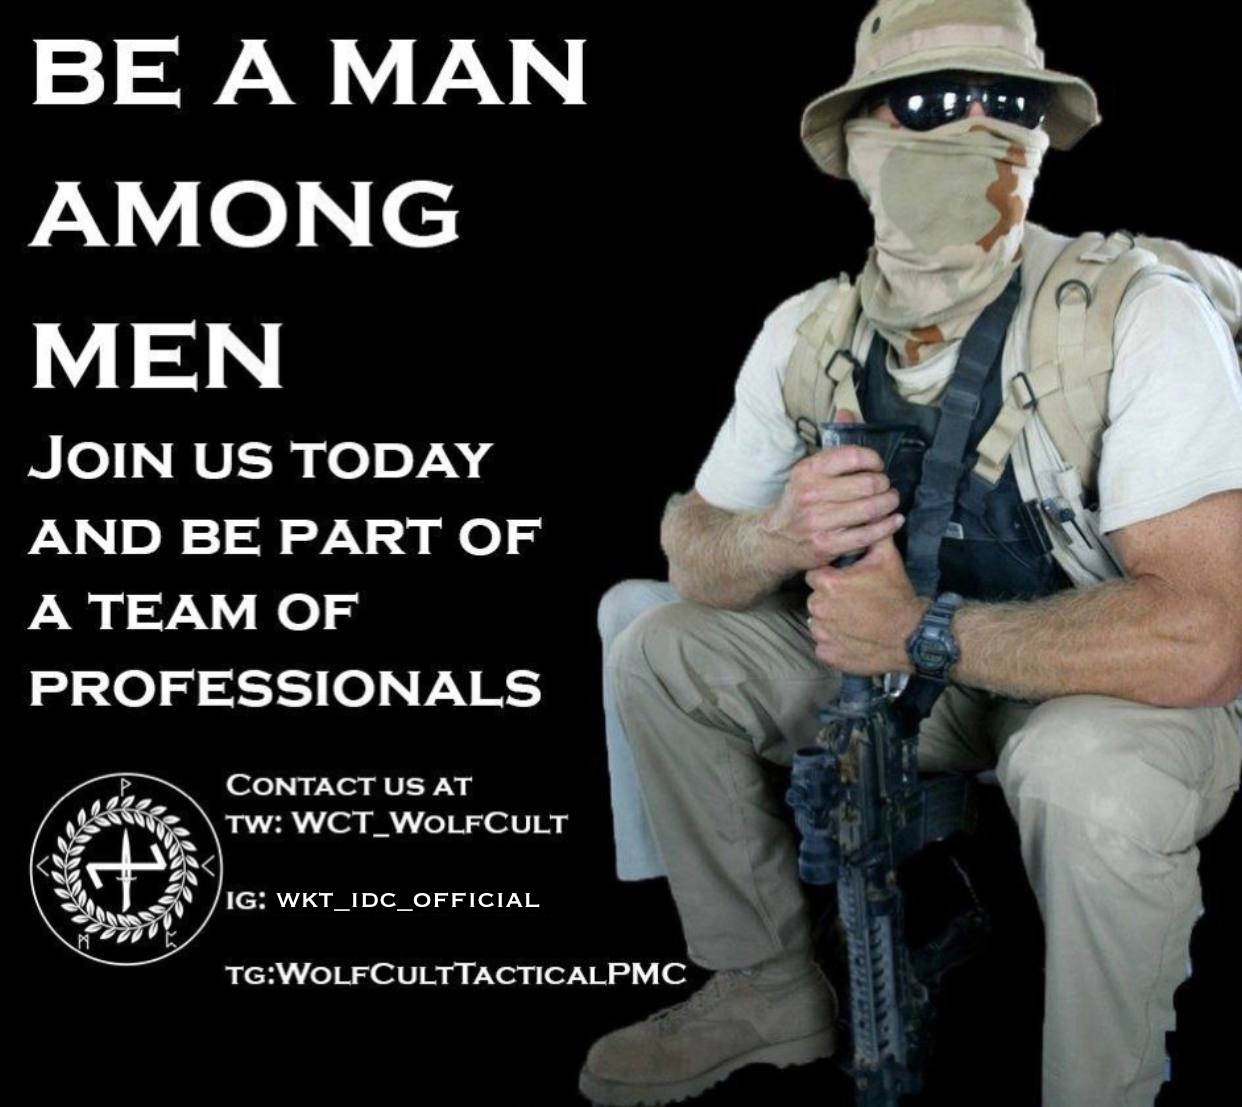 BE A MAN
AMONG
MEN
JOIN US TODAY
AND BE PART OF
A TEAM OF
PROFESSIONALS
CONTACT US AT
TW: WCT_WOLFCULT
IG: WKT_IDC_OFFICIAL
TG:WOLFCULTTACTICALPMC
ᚹ
ᚲ
ᚲ
ᛗ
ᛈ